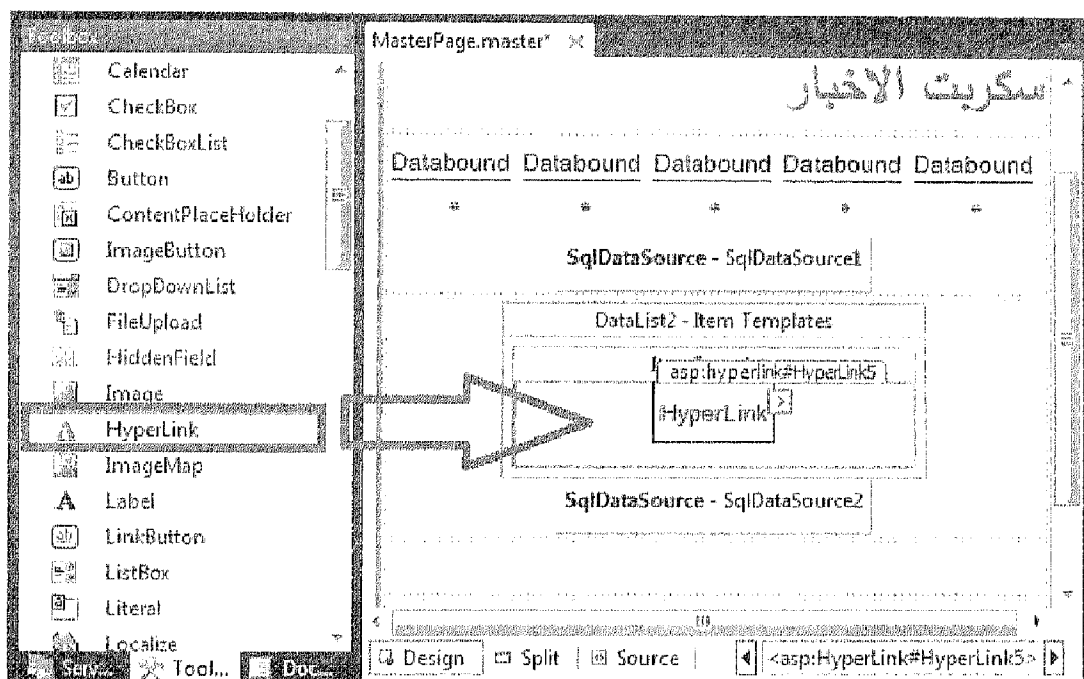 Toolbox
Calendar
CheckBox
CheckBoxList
Button
ContentPlaceHolder
ImageButton
DropDownList
FileUpload
HiddenField
Image
HyperLink
ImageMap
Label
LinkButton
ListBox
Literal
Localize
Serv...
Tool...
Doc...
MasterPage.master*
سكربت الاخبار
Databound Databound Databound Databound Databound
SqlDataSource - SqlDataSource1
DataList2 - Item Templates
asp:hyperlink#HyperLink5
HyperLink
SqlDataSource - SqlDataSource2
Design
Split
Source
<asp:HyperLink#HyperLink5>